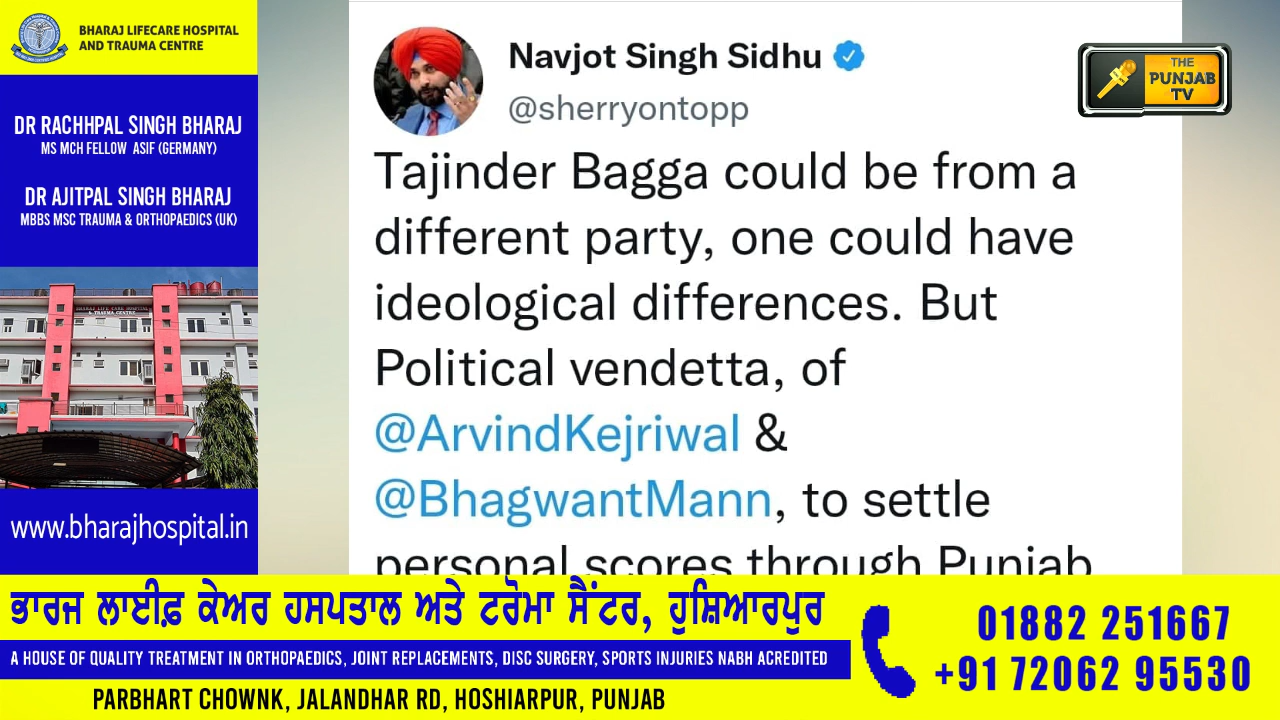 BHARAJ LIFECARE HOSPITAL
AND TRAUMA CENTRE
DR RACHHPAL SINGH BHARAJ
MS MCH FELLOW ASIF (GERMANY)
DR AJITPAL SINGH BHARAJ
MBBS MSC TRAUMA & ORTHOPAEDICS (UK)
www.bharajhospital.in
Navjot Singh Sidhu
@sherryontopp
THE
PUNJAB
TV
Tajinder Bagga could be from a
different party, one could have
ideological differences. But
Political vendetta, of
@ArvindKejriwal &
@BhagwantMann, to settle
personal scores through Punjab
ਭਾਰਜ ਲਾਈਫ਼ ਕੇਅਰ ਹਸਪਤਾਲ ਅਤੇ ਟਰੋਮਾ ਸੈਂਟਰ, ਹੁਸ਼ਿਆਰਪੁਰ
A HOUSE OF QUALITY TREATMENT IN ORTHOPAEDICS, JOINT REPLACEMENTS, DISC SURGERY, SPORTS INJURIES NABH ACREDITED
PARBHART CHOWNK, JALANDHAR RD, HOSHIARPUR, PUNJAB
01882 251667
+91 72062 95530